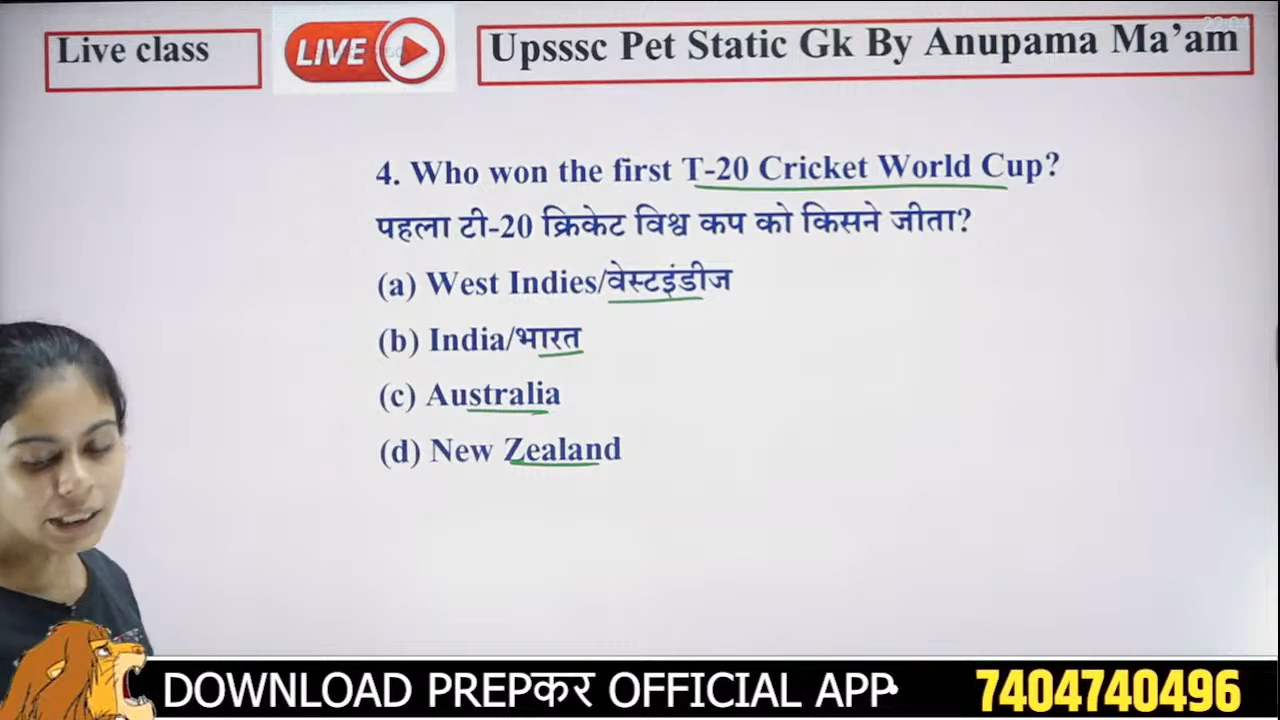 Live class
LIVE
Upsssc Pet Static Gk By Anupama Ma’am
4. Who won the first T-20 Cricket World Cup?
पहला टी-20 क्रिकेट विश्व कप को किसने जीता?
(a) West Indies/वेस्टइंडीज
(b) India/भारत
(c) Australia
(d) New Zealand
DOWNLOAD PREPकर OFFICIAL APP
7404740496